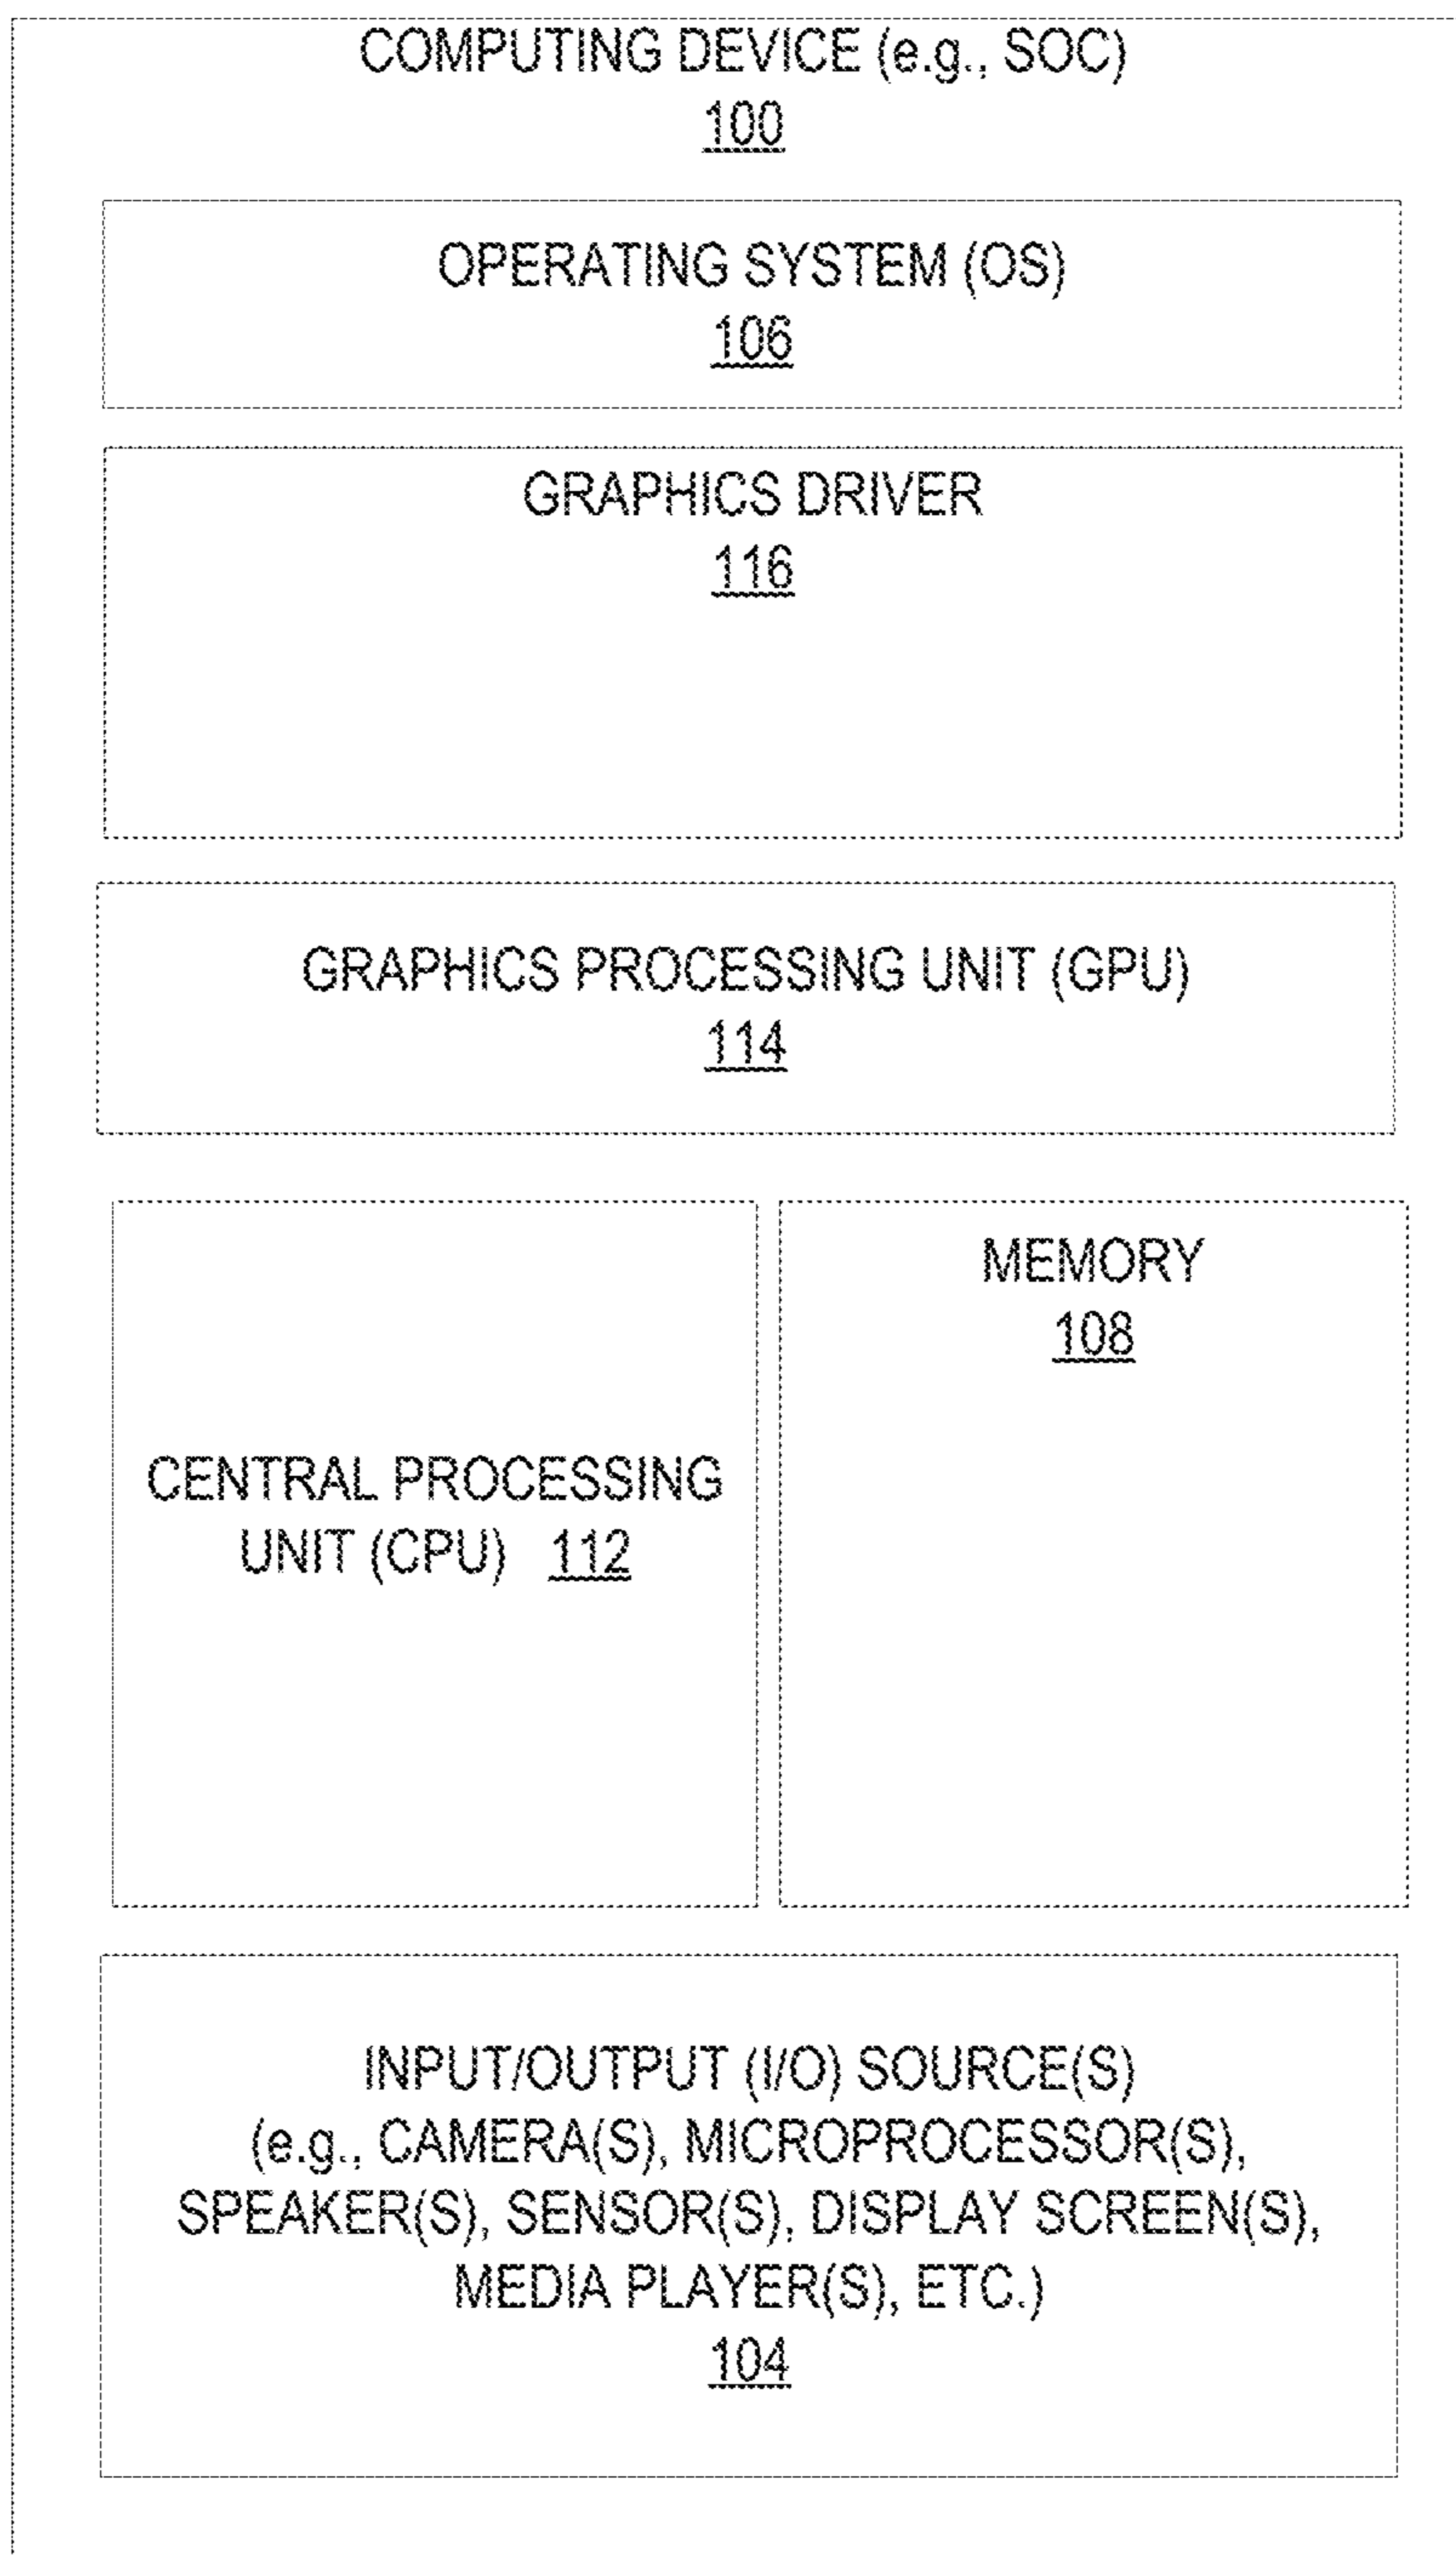 COMPUTING DEVICE (e.g., SOC)
100
OPERATING SYSTEM (OS)
106
GRAPHICS DRIVER
116
GRAPHICS PROCESSING UNIT (GPU)
114
CENTRAL PROCESSING
UNIT (CPU) 112
MEMORY
108
INPUT/OUTPUT (I/O) SOURCE(S)
(e.g., CAMERA(S), MICROPROCESSOR(S),
SPEAKER(S), SENSOR(S), DISPLAY SCREEN(S),
MEDIA PLAYER(S), ETC.)
104